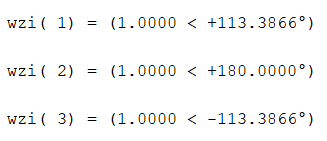 wzi( 1) = (1.0000 < +113.3866°)
wzi( 2) = (1.0000 < +180.0000°)
wzi( 3) = (1.0000 < -113.3866°)